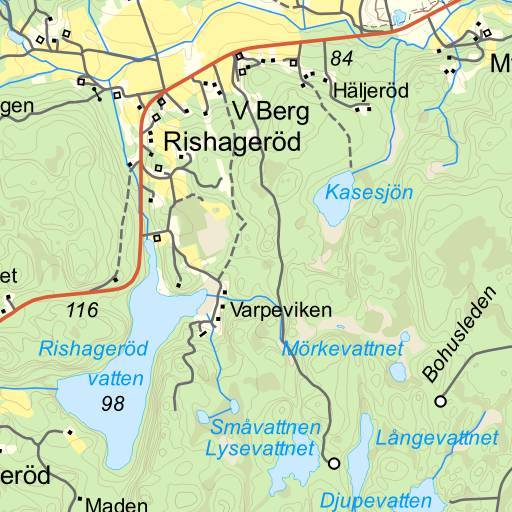 84
M
gen
Häljeröd
V Berg
Rishageröd
Kasesjön
et
116
Varpeviken
Bohusleden
Rishageröd
vatten
Mörkevattnet
98
Småvattnen
Långevattnet
Lysevattnet
eröd
Maden
Djupevatten